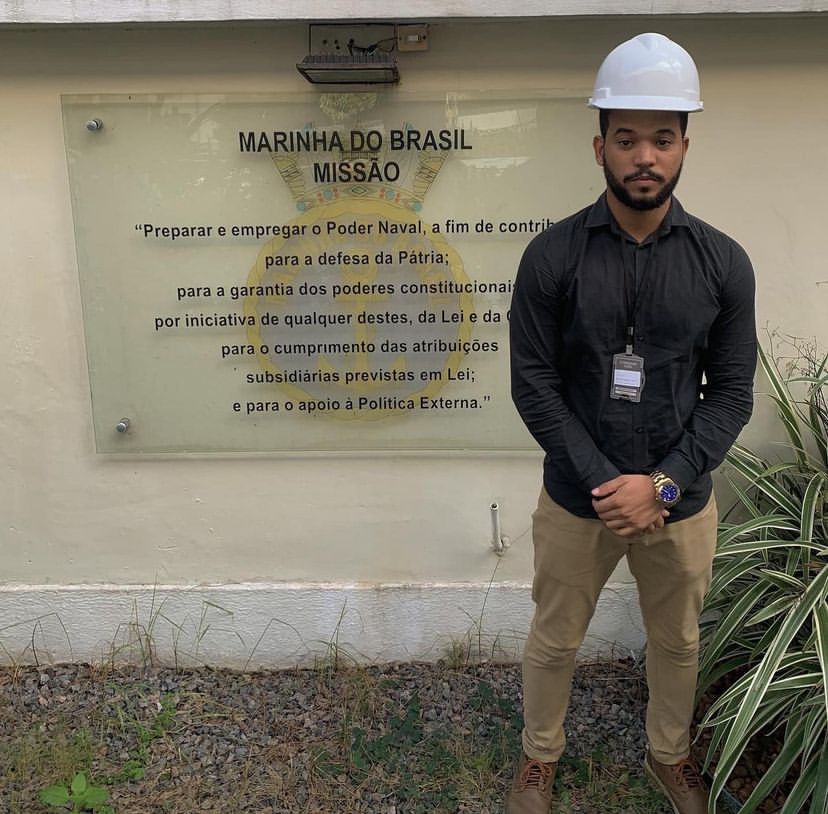 MARINHA DO BRASIL
MISSÃO
“Preparar e empregar o Poder Naval, a fim de contrib
para a defesa da Pátria;
para a garantia dos poderes constitucionais
por iniciativa de qualquer destes, da Lei e da
para o cumprimento das atribuições
subsidiárias previstas em Lei;
e para o apoio à Política Externa.”